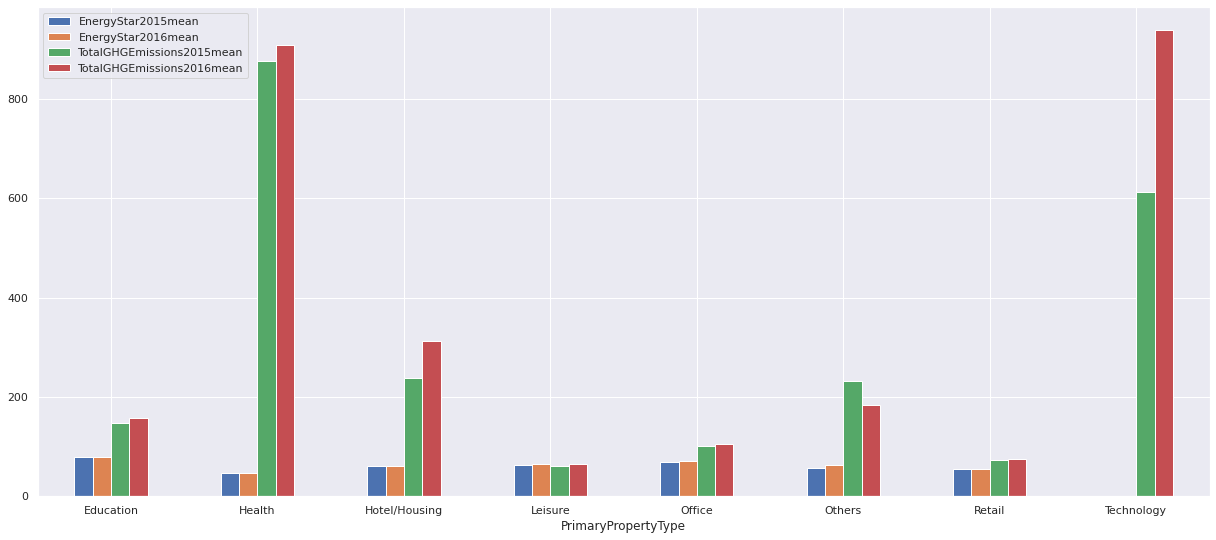 EnergyStar2015mean
EnergyStar2016mean
TotalGHGEmissions2015mean
TotalGHGEmissions2016mean
800
600
400
200
0
Education Health Hotel/Housing Leisure Office Others Retail Technology
PrimaryPropertyType